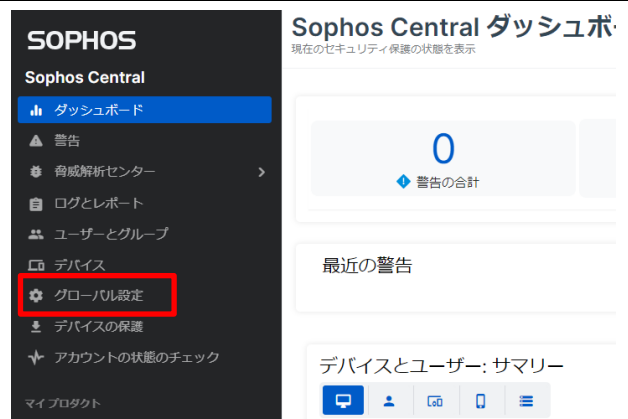 SOPHOS
Sophos Central
ダッシュボード
警告
脅威解析センター
ログとレポート
ユーザーとグループ
デバイス
グローバル設定
デバイスの保護
アカウントの状態のチェック
マイプロダクト
Sophos Central ダッシュボ
現在のセキュリティ保護の状態を表示
0
警告の合計
最近の警告
デバイスとユーザー: サマリー